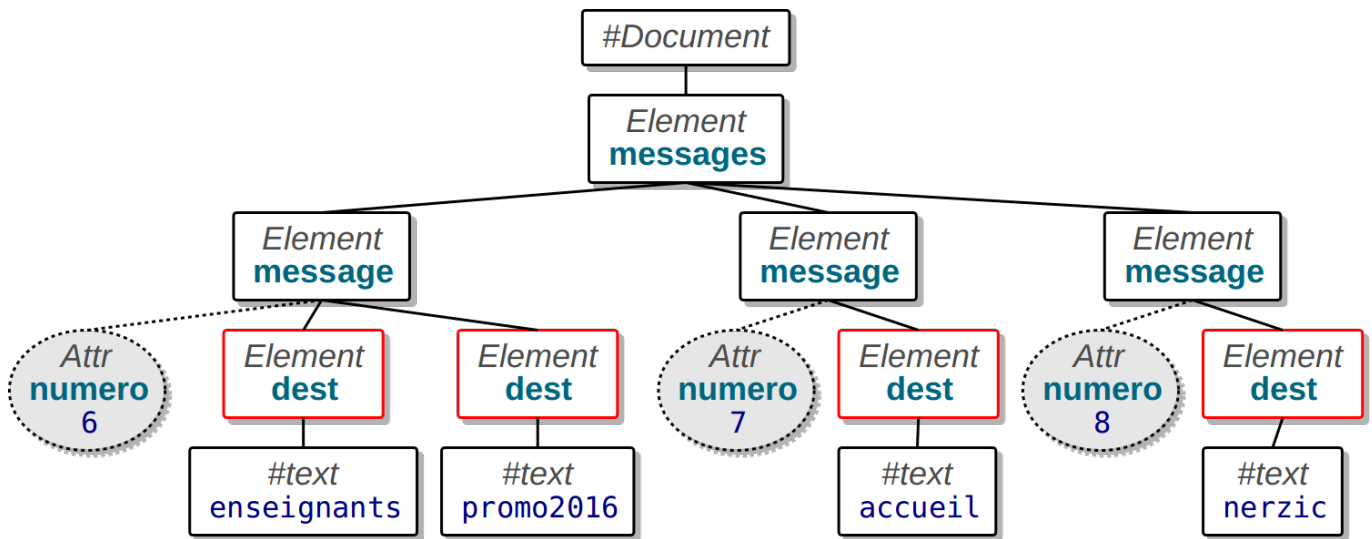 #Document
Element
messages
Element
message
Element
message
Element
message
Attr
numero
6
Element
dest
Element
dest
Attr
numero
7
Element
dest
Attr
numero
8
Element
dest
#text
enseignants
#text
promo2016
#text
accueil
#text
nerzic